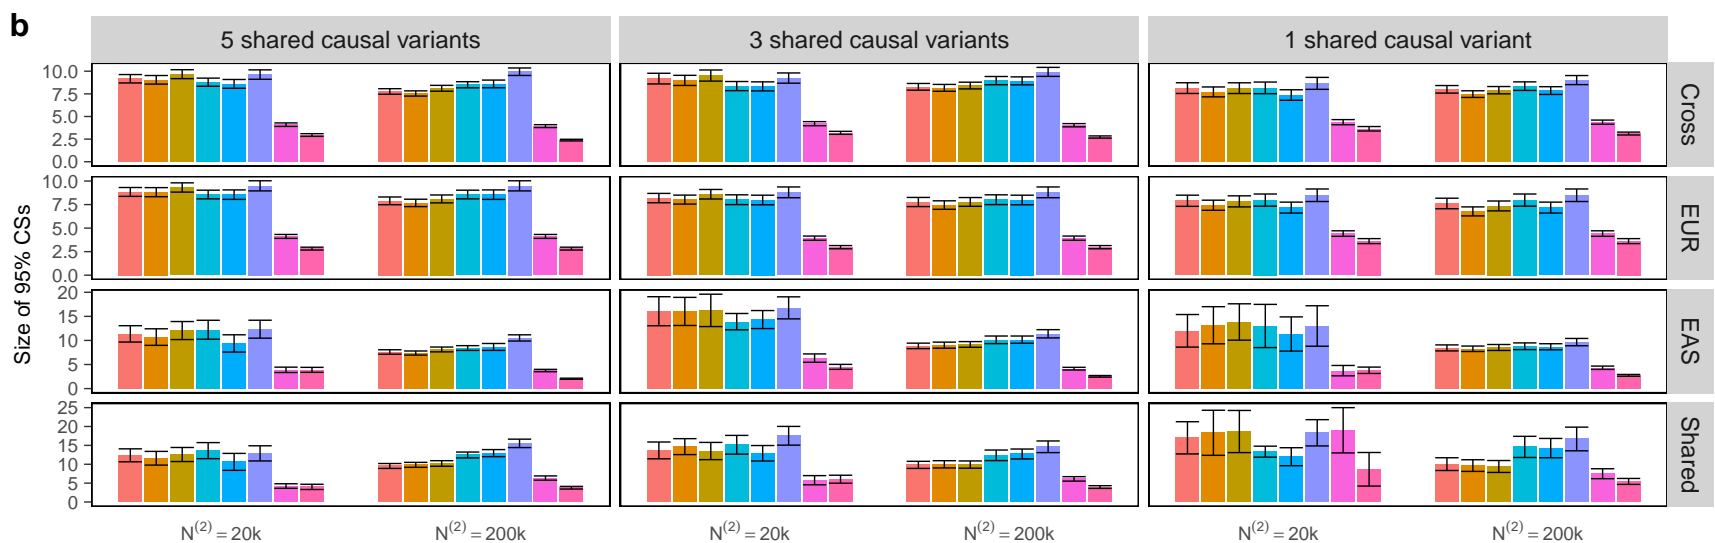 b
5 shared causal variants
3 shared causal variants
1 shared causal variant
Size of 95% CSs
10.0
7.5
5.0
2.5
0.0
Cross
10.0
7.5
5.0
2.5
0.0
EUR
20
15
10
5
0
EAS
25
20
15
10
5
0
Shared
N⁽²⁾ = 20k
N⁽²⁾ = 200k
N⁽²⁾ = 20k
N⁽²⁾ = 200k
N⁽²⁾ = 20k
N⁽²⁾ = 200k